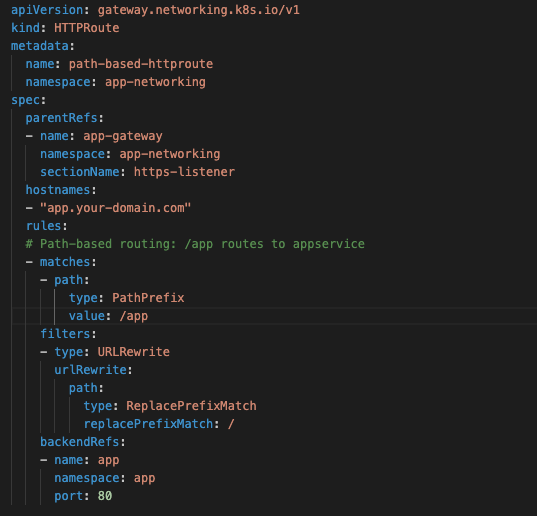 apiVersion: gateway.networking.k8s.io/v1
kind: HTTPRoute
metadata:
  name: path-based-httproute
  namespace: app-networking
spec:
  parentRefs:
  - name: app-gateway
    namespace: app-networking
    sectionName: https-listener
  hostnames:
  - "app.your-domain.com"
  rules:
  # Path-based routing: /app routes to appservice
  - matches:
    - path:
        type: PathPrefix
        value: /app
    filters:
    - type: URLRewrite
      urlRewrite:
        path:
          type: ReplacePrefixMatch
          replacePrefixMatch: /
    backendRefs:
    - name: app
      namespace: app
      port: 80